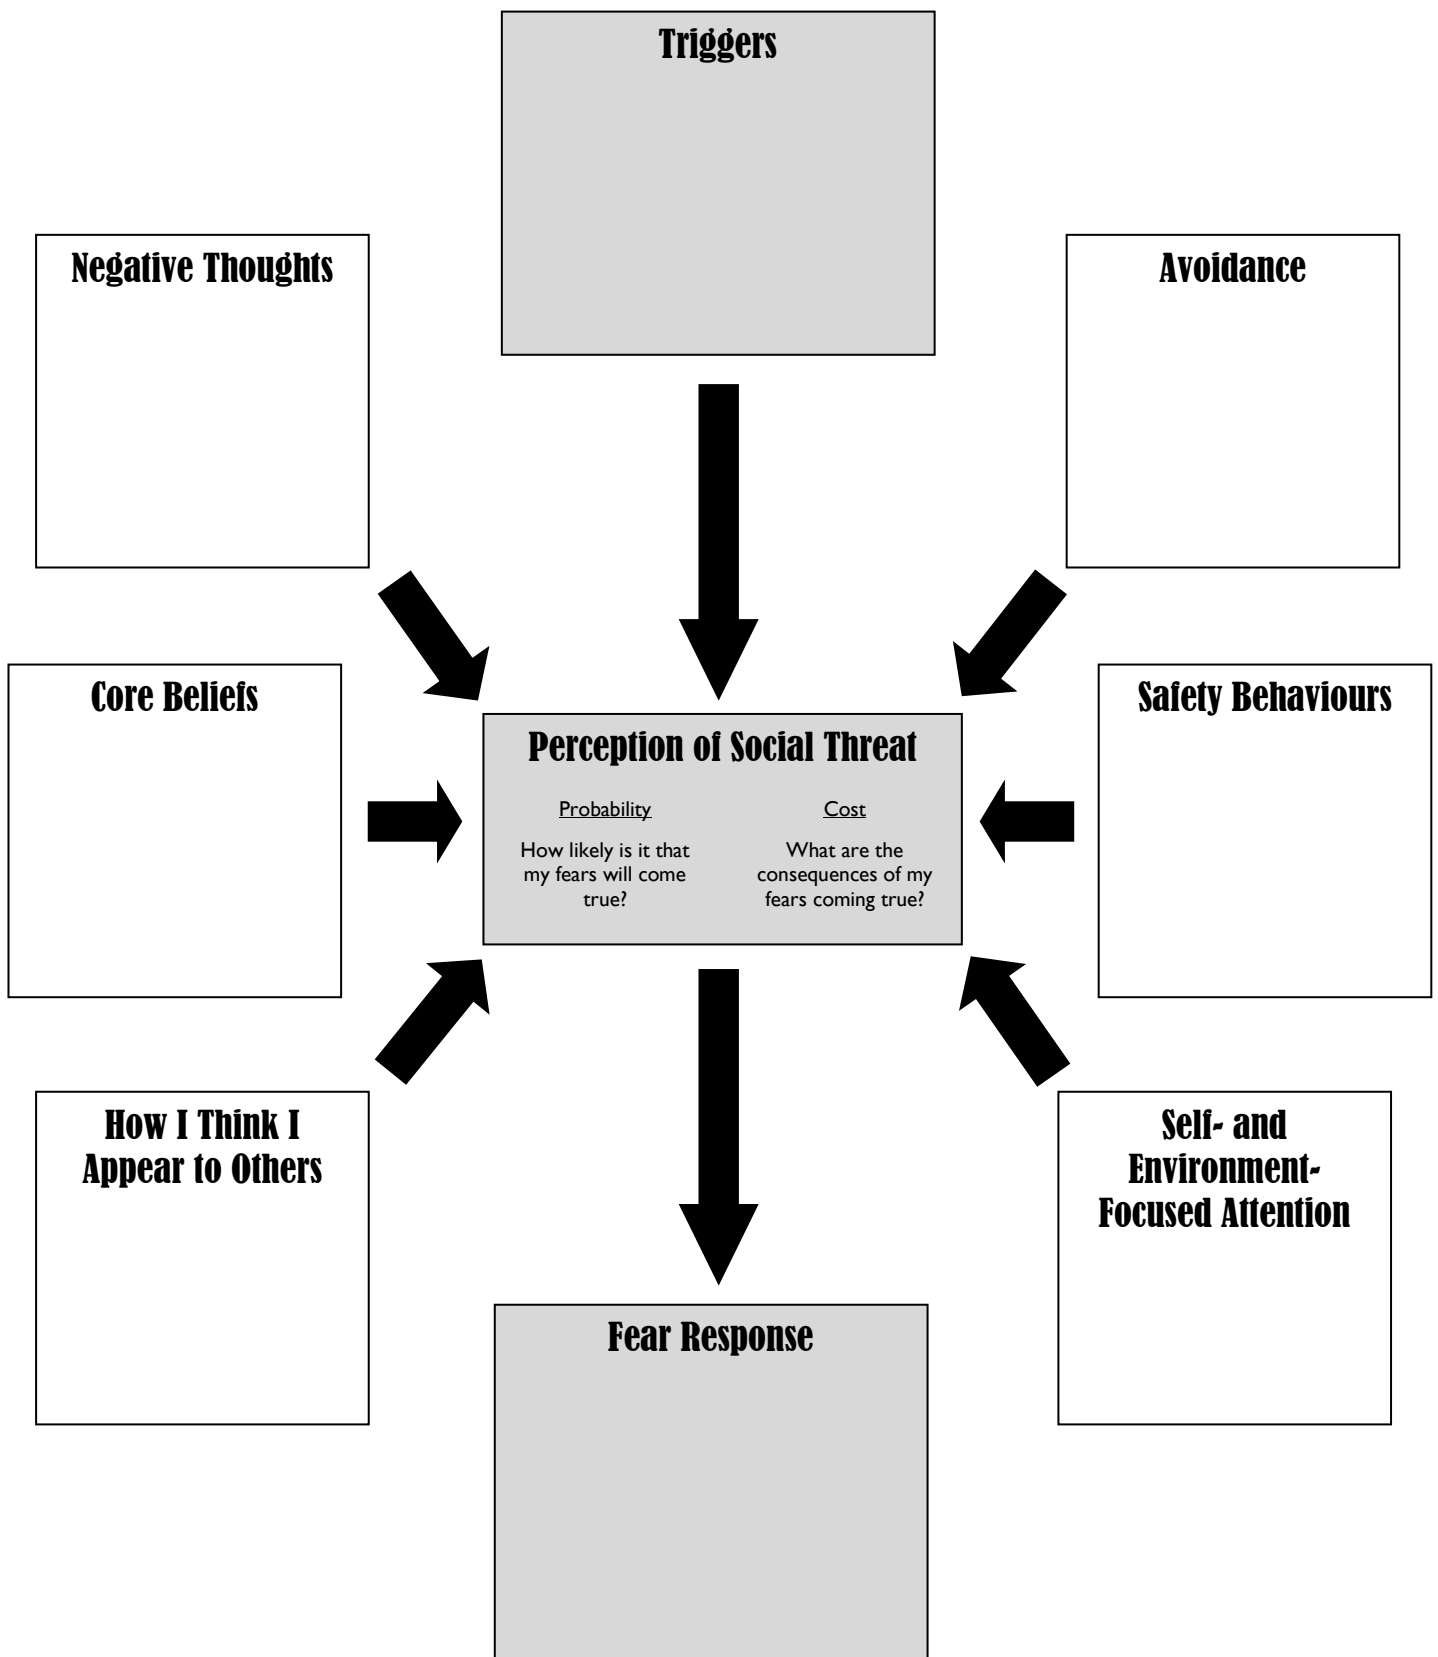 Triggers
Negative Thoughts
Avoidance
Core Beliefs
Safety Behaviours
Perception of Social Threat
Probability
How likely is it that
my fears will come
true?
Cost
What are the
consequences of my
fears coming true?
How I Think I
Appear to Others
Self- and
Environment-
Focused Attention
Fear Response